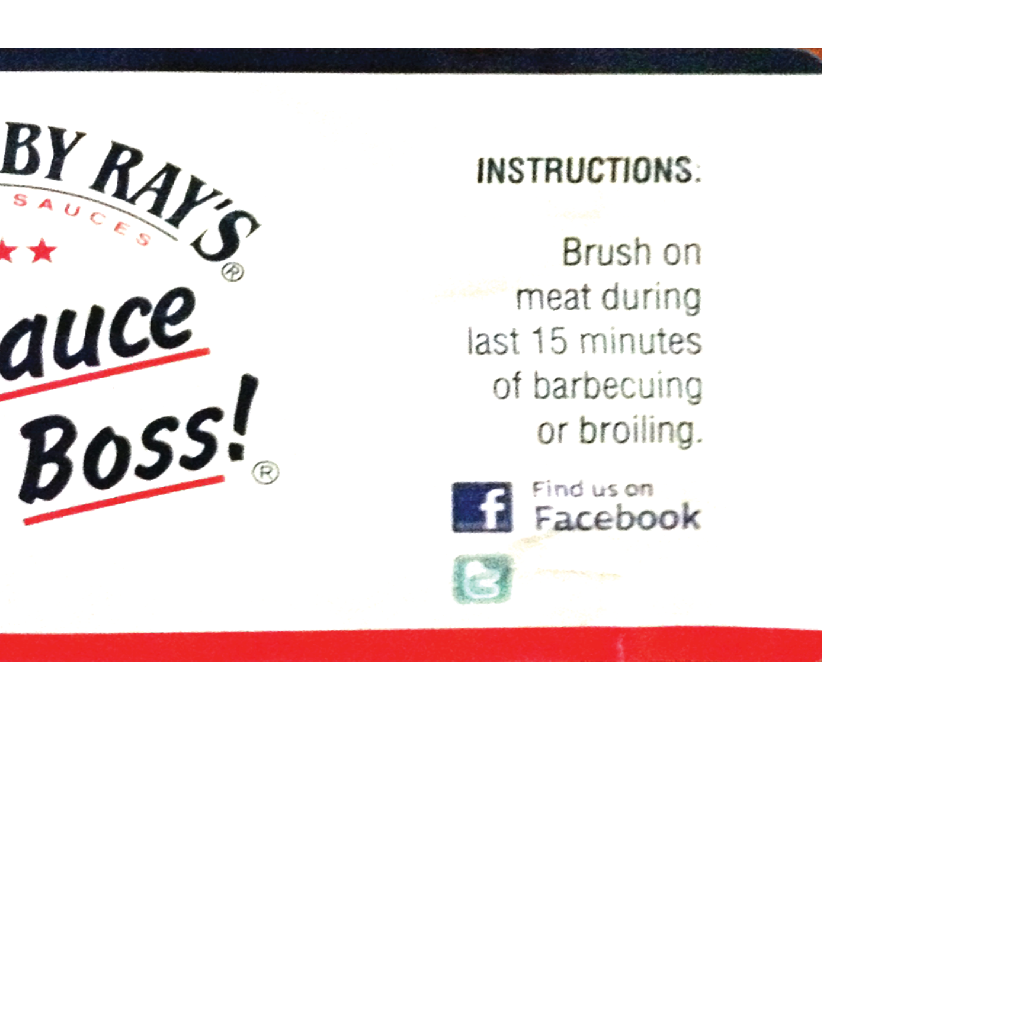 BY RAY'S®
SAUCES
auce
Boss!®
INSTRUCTIONS:
Brush on
meat during
last 15 minutes
of barbecuing
or broiling.
f Find us on
Facebook
t